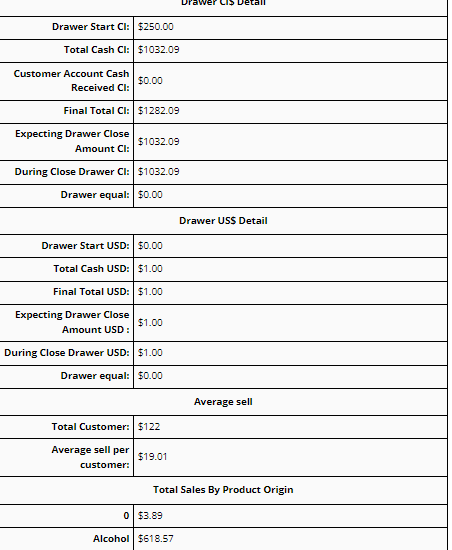 Drawer CI$ Detail
Drawer Start CI: $250.00
Total Cash CI: $1032.09
Customer Account Cash
Received CI: $0.00
Final Total CI: $1282.09
Expecting Drawer Close
Amount CI: $1032.09
During Close Drawer CI: $1032.09
Drawer equal: $0.00
Drawer US$ Detail
Drawer Start USD: $0.00
Total Cash USD: $1.00
Final Total USD: $1.00
Expecting Drawer Close
Amount USD : $1.00
During Close Drawer USD: $1.00
Drawer equal: $0.00
Average sell
Total Customer: $122
Average sell per
customer: $19.01
Total Sales By Product Origin
0 $3.89
Alcohol $618.57